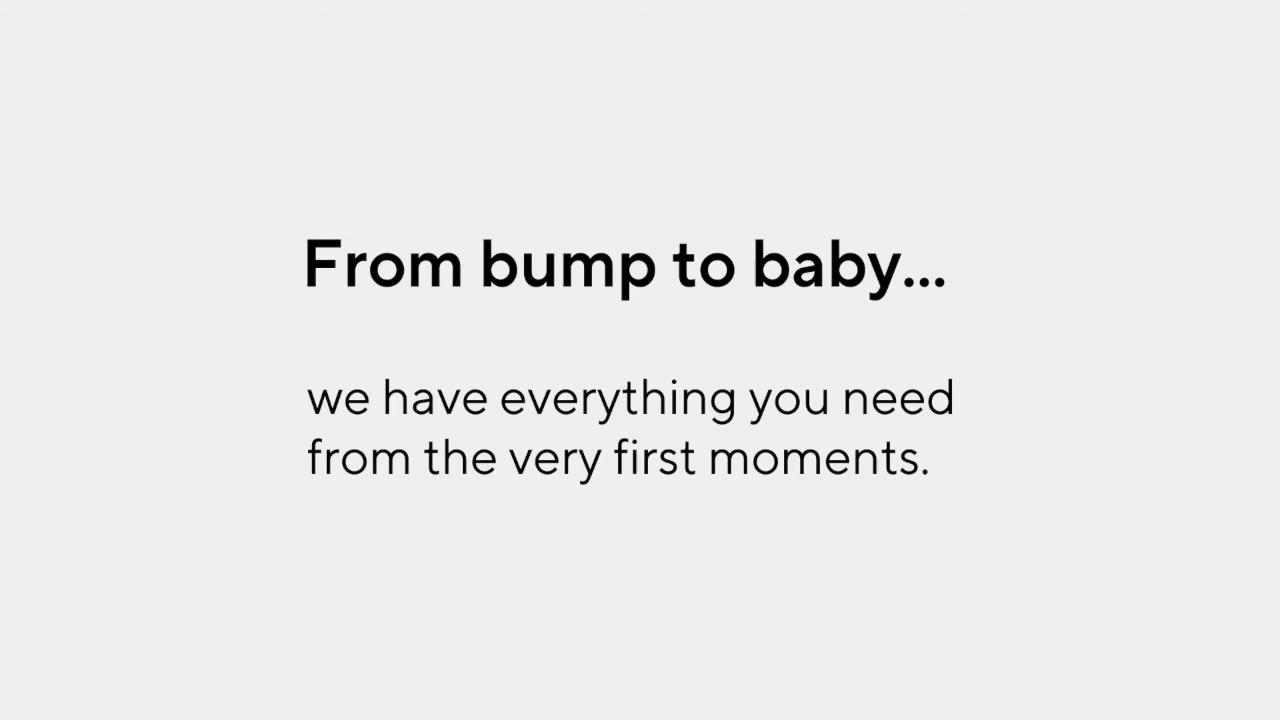 From bump to baby...
we have everything you need
from the very first moments.